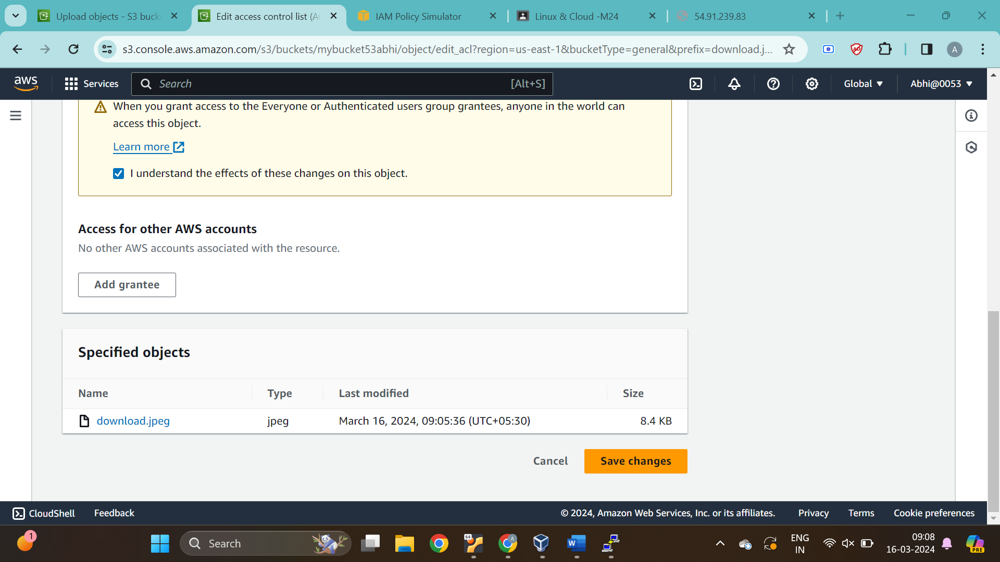 Upload objects - S3 buck
Edit access control list (A
IAM Policy Simulator
Linux & Cloud -M24
54.91.239.83
s3.console.aws.amazon.com/s3/buckets/mybucket53abhi/object/edit_acl?region=us-east-1&bucketType=general&prefix=download.j...
A
aws
Services
Search
[Alt+S]
Global
Abhi@0053
When you grant access to the Everyone or Authenticated users group grantees, anyone in the world can
access this object.
Learn more
I understand the effects of these changes on this object.
Access for other AWS accounts
No other AWS accounts associated with the resource.
Add grantee
Specified objects
Name Type Last modified Size
download.jpeg jpeg March 16, 2024, 09:05:36 (UTC+05:30) 8.4 KB
Cancel
Save changes
CloudShell
Feedback
© 2024, Amazon Web Services, Inc. or its affiliates.
Privacy
Terms
Cookie preferences
1
Search
64
A
W
ENG
IN
09:08
16-03-2024
PRE